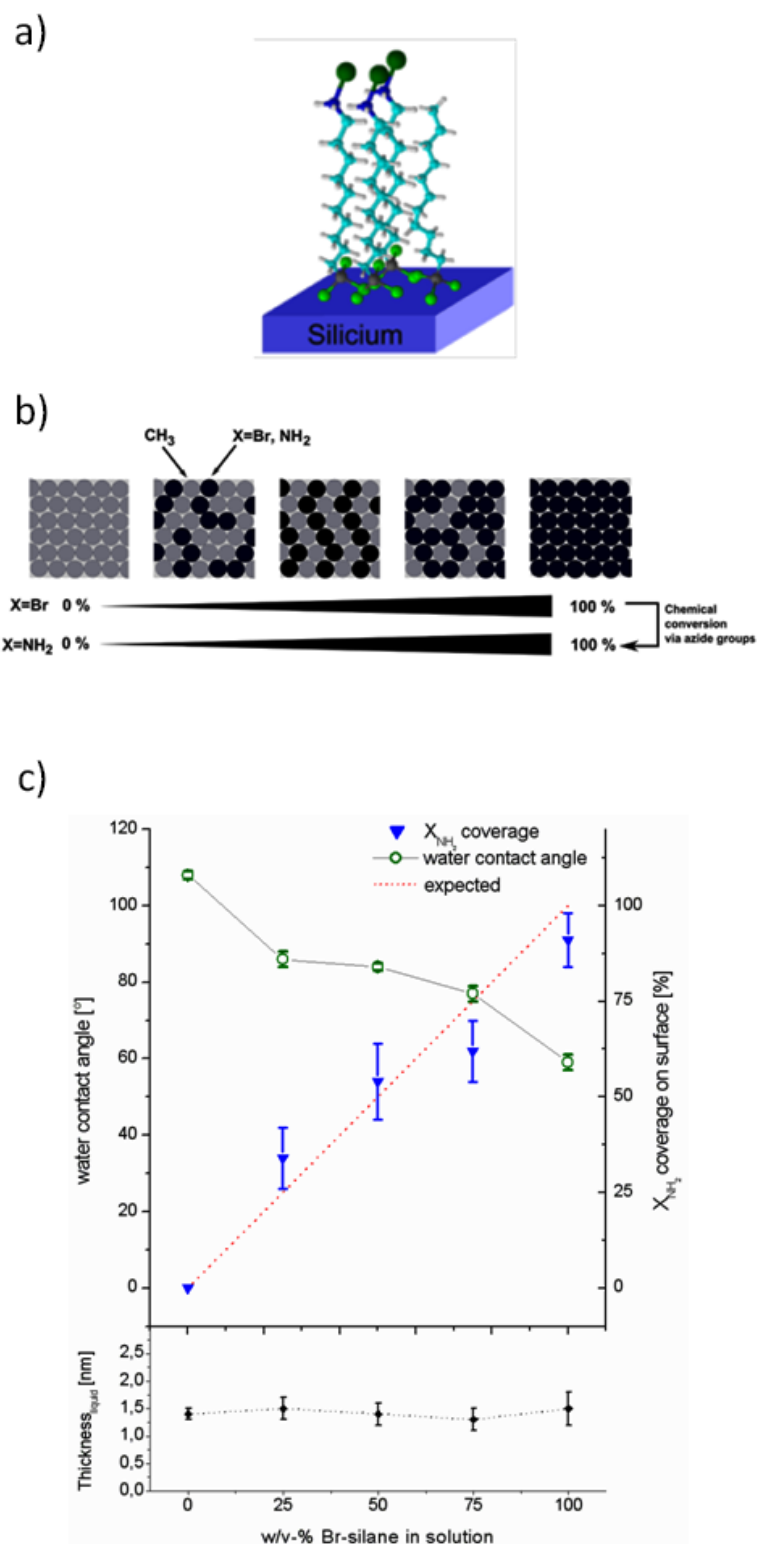 a)
Silicium
b)
CH₃ X=Br, NH₂
X=Br 0 % 100 %
Chemical
conversion
via azide groups
X=NH₂ 0 % 100 %
c)
X_NH₂ coverage
water contact angle
expected
water contact angle [°]
120
100
80
60
40
20
0
X_NH₂ coverage on surface [%]
100
75
50
25
0
Thickness_liquid [nm]
2,5
2,0
1,5
1,0
0,5
0,0
0 25 50 75 100
w/v-% Br-silane in solution